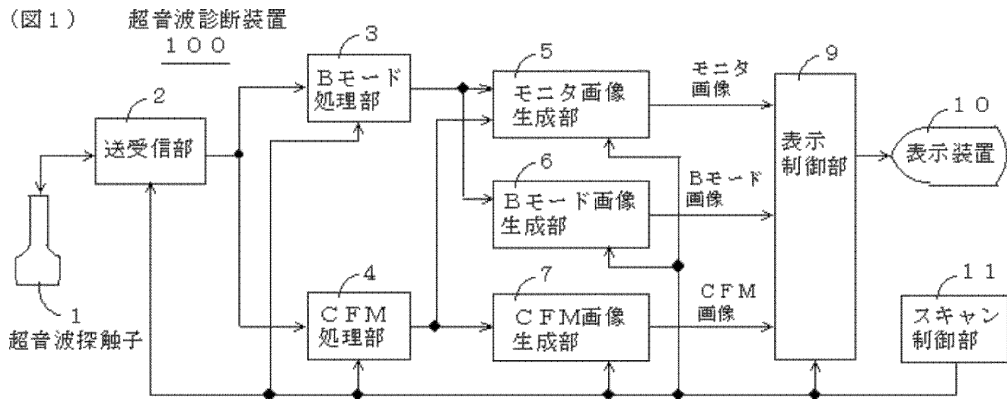 (図１)
超音波診断装置
１００
１
超音波探触子
２
送受信部
３
Ｂモード
処理部
４
ＣＦＭ
処理部
５
モニタ画像
生成部
６
Ｂモード画像
生成部
７
ＣＦＭ画像
生成部
モニタ
画像
Ｂモード
画像
ＣＦＭ
画像
９
表示
制御部
１０
表示装置
１１
スキャン
制御部